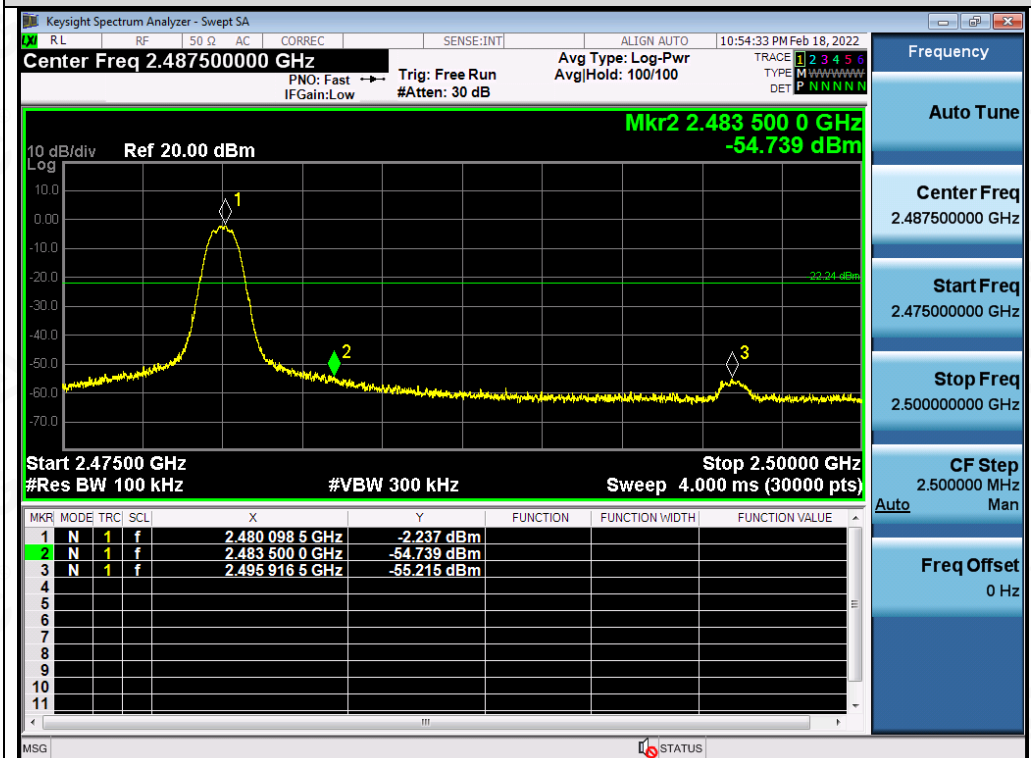 Keysight Spectrum Analyzer - Swept SA
LXI RL RF 50 Ω AC CORREC SENSE:INT ALIGN AUTO 10:54:33 PM Feb 18, 2022
Center Freq 2.487500000 GHz
PNO: Fast
IFGain:Low
Trig: Free Run
#Atten: 30 dB
Avg Type: Log-Pwr
Avg|Hold: 100/100
TRACE 1 2 3 4 5 6
TYPE M W W W W W
DET P N N N N N
Mkr2 2.483 500 0 GHz
-54.739 dBm
10 dB/div Ref 20.00 dBm
Log
10.0
0.00
-10.0
-20.0
-30.0
-40.0
-50.0
-60.0
-70.0
1
2
3
-22.24 dBm
Start 2.47500 GHz Stop 2.50000 GHz
#Res BW 100 kHz #VBW 300 kHz Sweep 4.000 ms (30000 pts)
MKR MODE TRC SCL X Y FUNCTION FUNCTION WIDTH FUNCTION VALUE
1 N 1 f 2.480 098 5 GHz -2.237 dBm
2 N 1 f 2.483 500 0 GHz -54.739 dBm
3 N 1 f 2.495 916 5 GHz -55.215 dBm
4
5
6
7
8
9
10
11
MSG STATUS
Frequency
Auto Tune
Center Freq
2.487500000 GHz
Start Freq
2.475000000 GHz
Stop Freq
2.500000000 GHz
CF Step
2.500000 MHz
Auto Man
Freq Offset
0 Hz